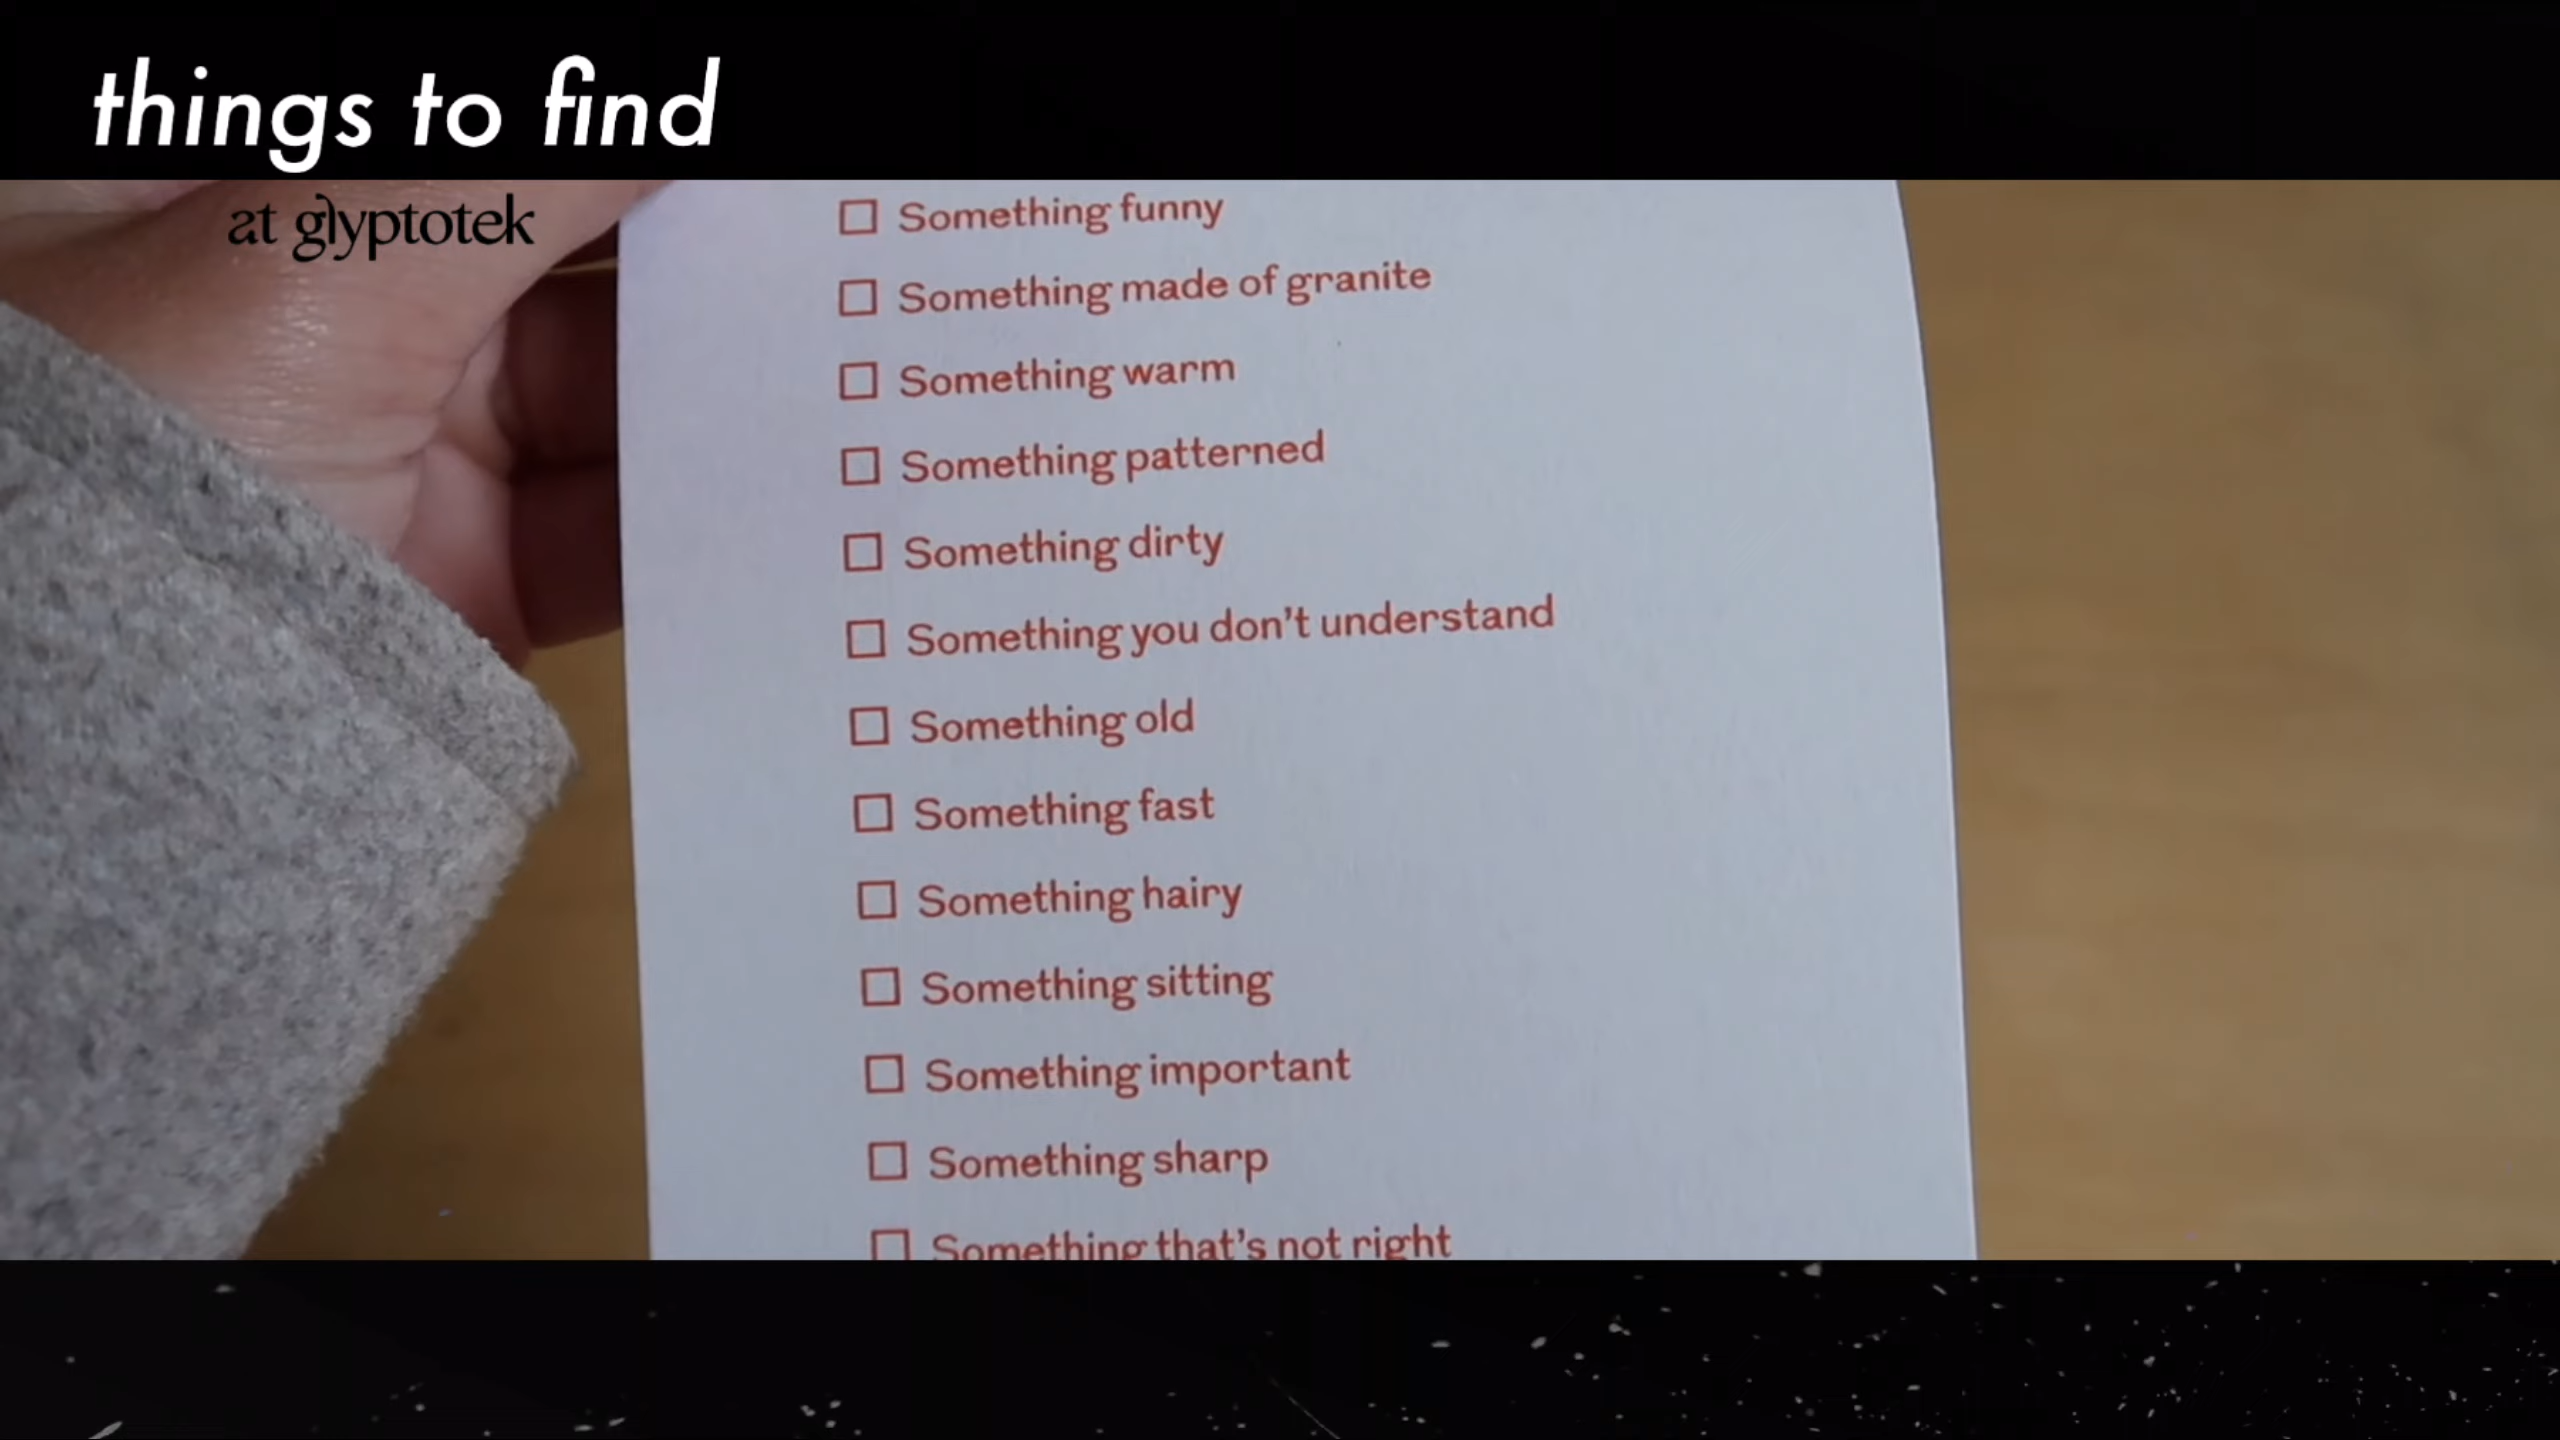 things to find
at glyptotek
Something funny
Something made of granite
Something warm
Something patterned
Something dirty
Something you don't understand
Something old
Something fast
Something hairy
Something sitting
Something important
Something sharp
Something that's not right